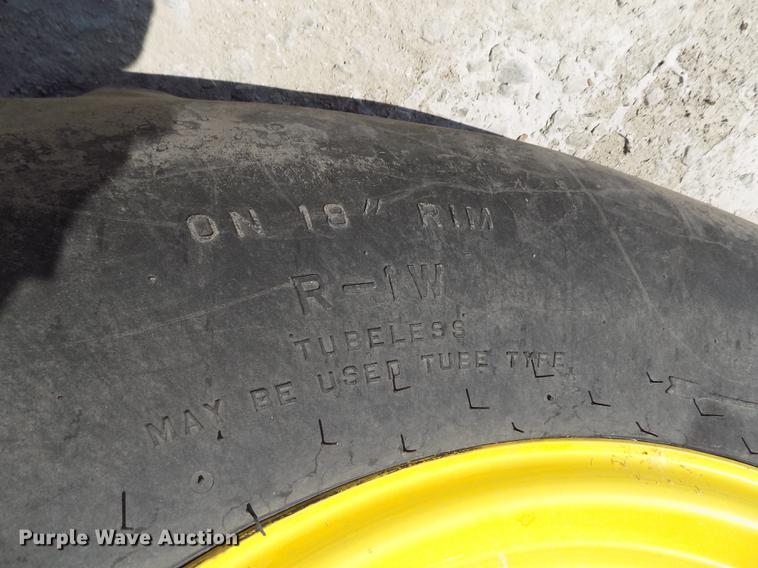 ON 18" RIM
R-1W
TUBELESS
MAY BE USED TUBE TYPE
Purple Wave Auction